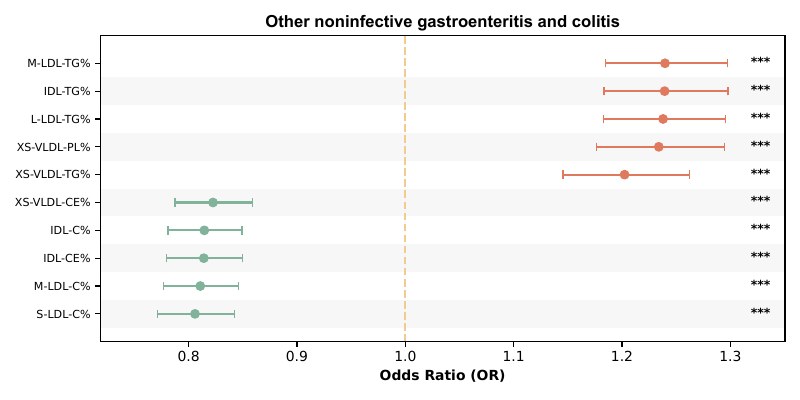 Other noninfective gastroenteritis and colitis
M-LDL-TG% ***
IDL-TG% ***
L-LDL-TG% ***
XS-VLDL-PL% ***
XS-VLDL-TG% ***
XS-VLDL-CE% ***
IDL-C% ***
IDL-CE% ***
M-LDL-C% ***
S-LDL-C% ***
0.8 0.9 1.0 1.1 1.2 1.3
Odds Ratio (OR)